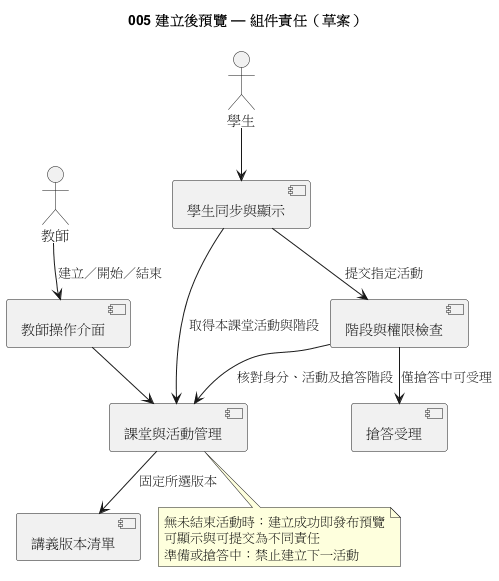 005 建立後預覽 — 組件責任（草案）
學生
教師
學生同步與顯示
建立／開始／結束
提交指定活動
教師操作介面
取得本課堂活動與階段
階段與權限檢查
核對身分、活動及搶答階段
僅搶答中可受理
課堂與活動管理
搶答受理
固定所選版本
講義版本清單
無未結束活動時：建立成功即發布預覽
可顯示與可提交為不同責任
準備或搶答中：禁止建立下一活動